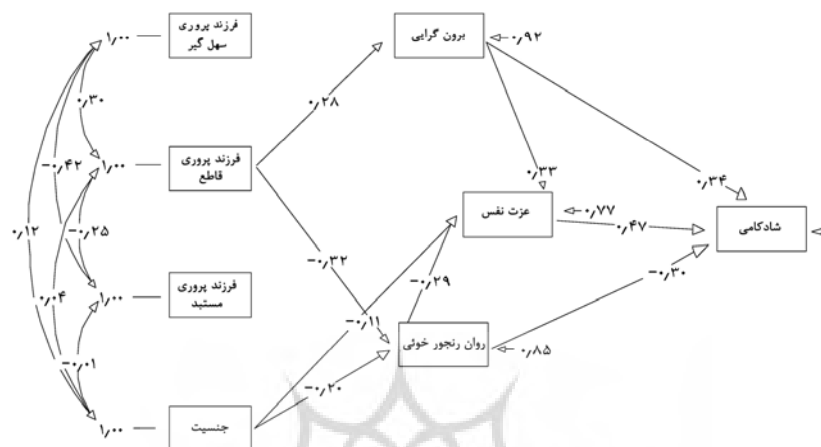 ۱٫۰۰
فرزند پروری
سهل گیر
برون گرایی
۰٫۹۲
۰٫۳۰
۰٫۲۸
۱٫۰۰
فرزند پروری
قاطع
−۰٫۴۲
۰٫۳۳
۰٫۳۴
عزت نفس
۰٫۷۷
۰٫۴۷
شادکامی
۰٫۱۲
−۰٫۲۵
−۰٫۳۲
−۰٫۲۹
−۰٫۳۰
۰٫۰۴
۱٫۰۰
فرزند پروری
مستبد
−۰٫۱۱
روان رنجور خوئی
۰٫۸۵
−۰٫۰۱
−۰٫۲۰
۱٫۰۰
جنسیت